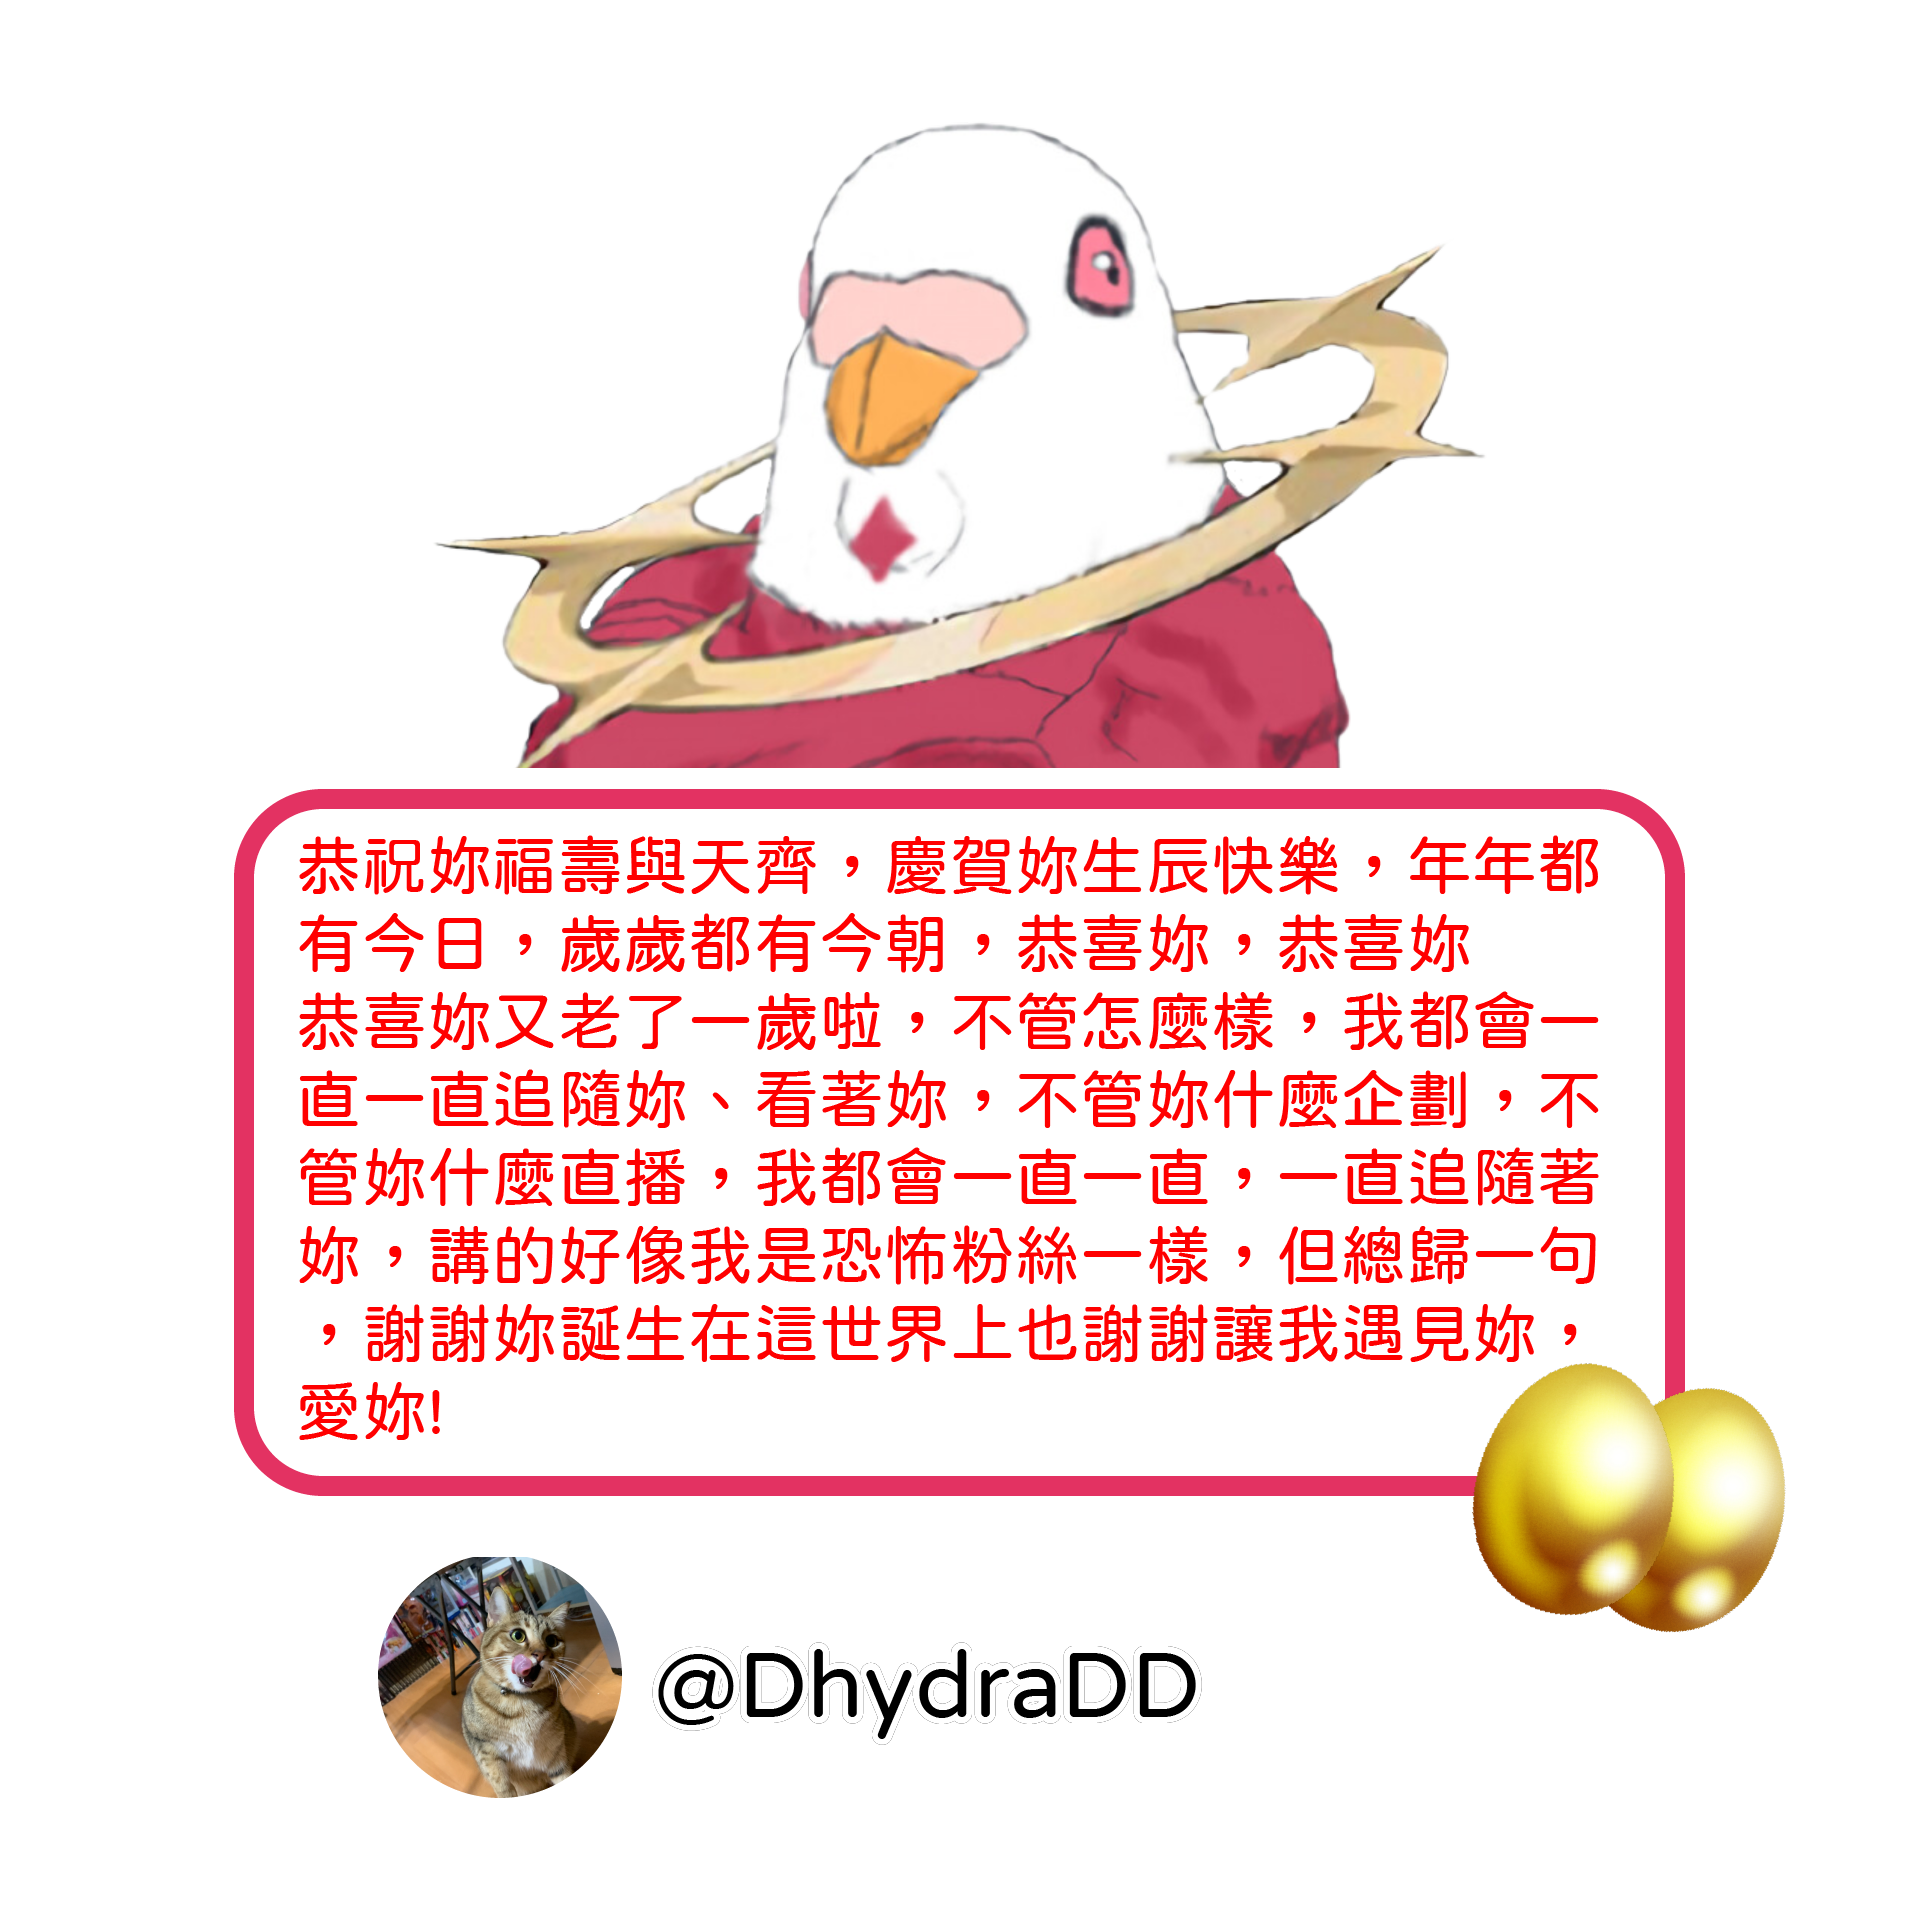 恭祝妳福壽與天齊，慶賀妳生辰快樂，年年都
有今日，歲歲都有今朝，恭喜妳，恭喜妳
恭喜妳又老了一歲啦，不管怎麼樣，我都會一
直一直追隨妳、看著妳，不管妳什麼企劃，不
管妳什麼直播，我都會一直一直，一直追隨著
妳，講的好像我是恐怖粉絲一樣，但總歸一句
，謝謝妳誕生在這世界上也謝謝讓我遇見妳，
愛妳!
@DhydraDD